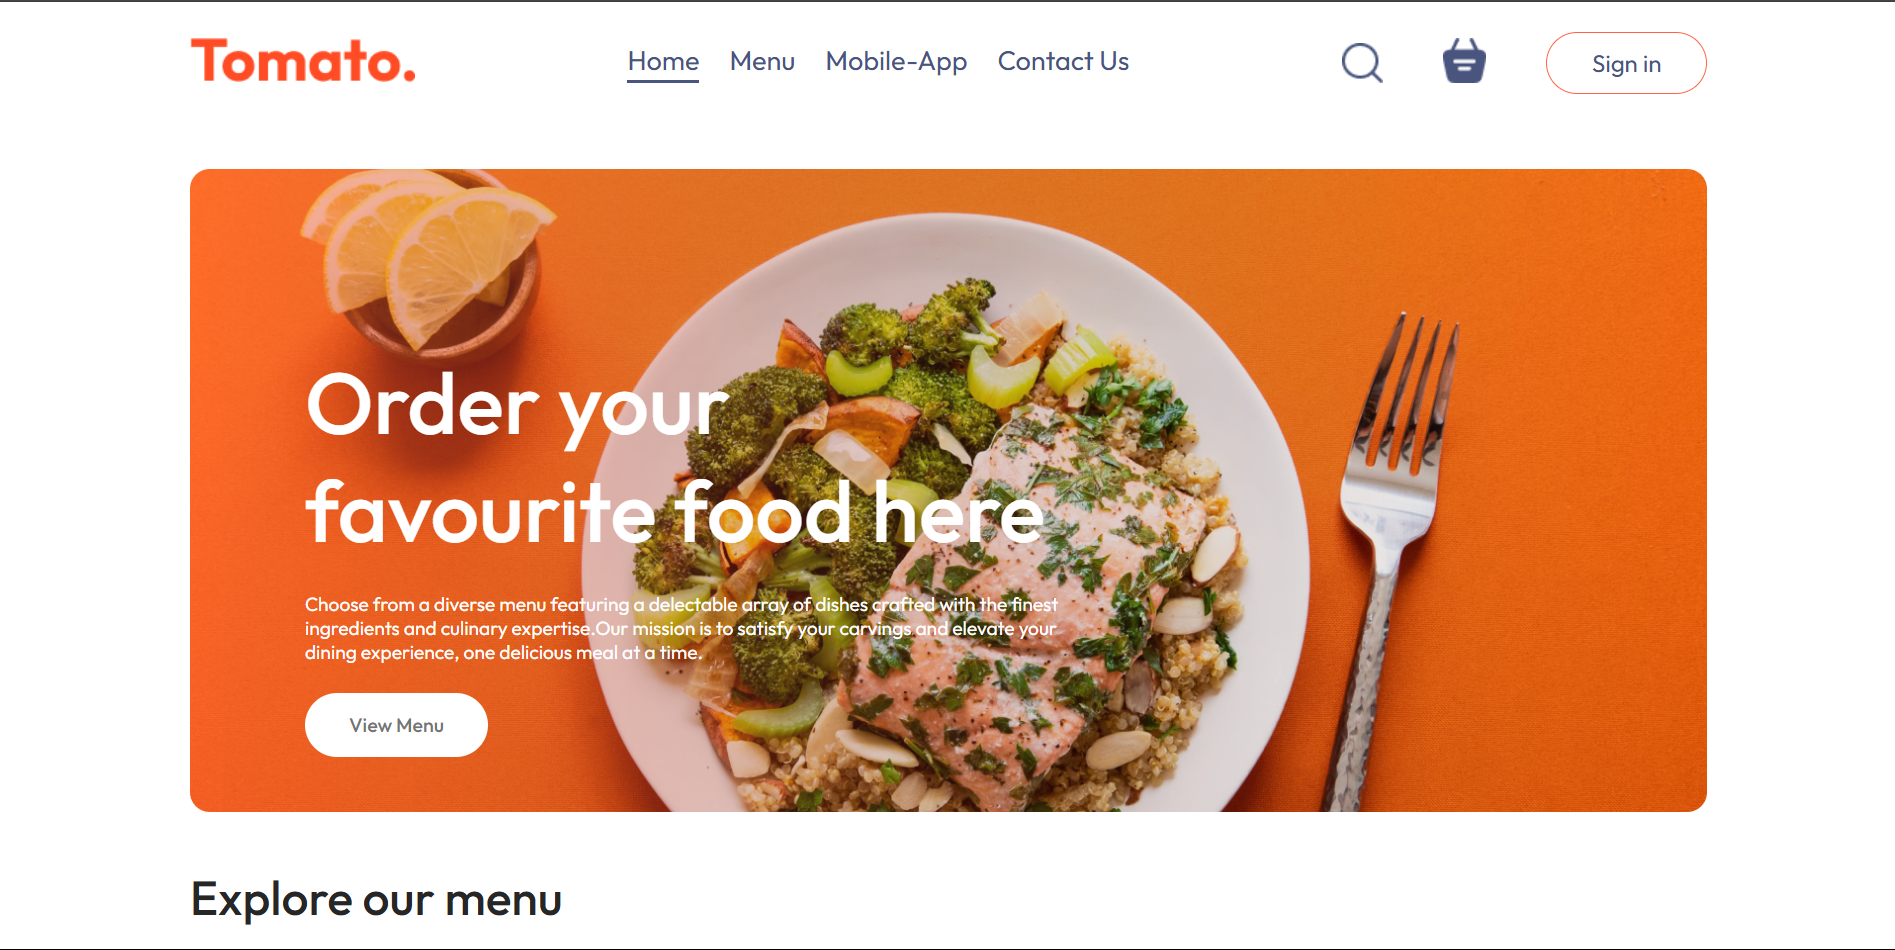 Tomato.
Home Menu Mobile-App Contact Us
Sign in
Order your
favourite food here
Choose from a diverse menu featuring a delectable array of dishes crafted with the finest
ingredients and culinary expertise.Our mission is to satisfy your carvings and elevate your
dining experience, one delicious meal at a time.
View Menu
Explore our menu